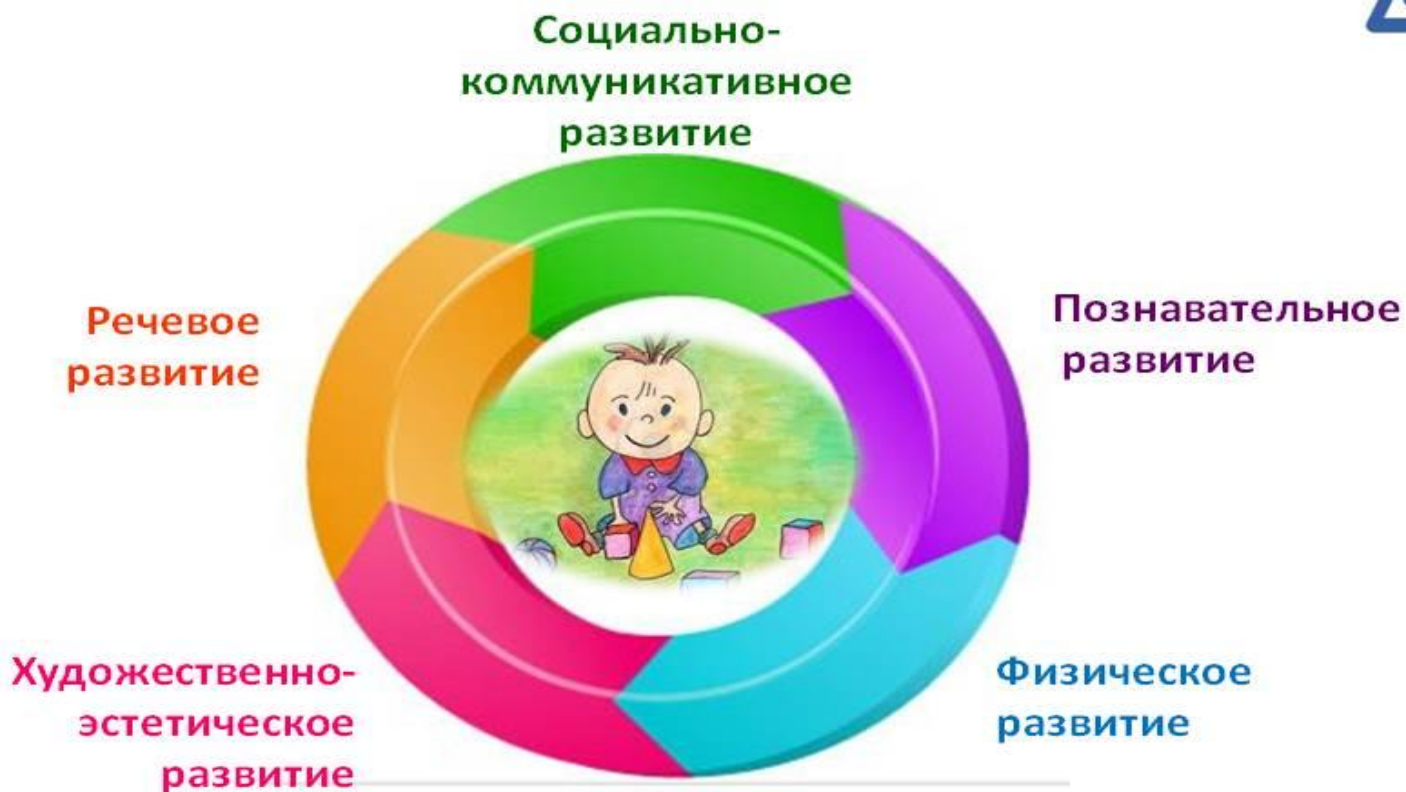 Социально-
коммуникативное
развитие
Познавательное
развитие
Речевое
развитие
Физическое
развитие
Художественно-
эстетическое
развитие